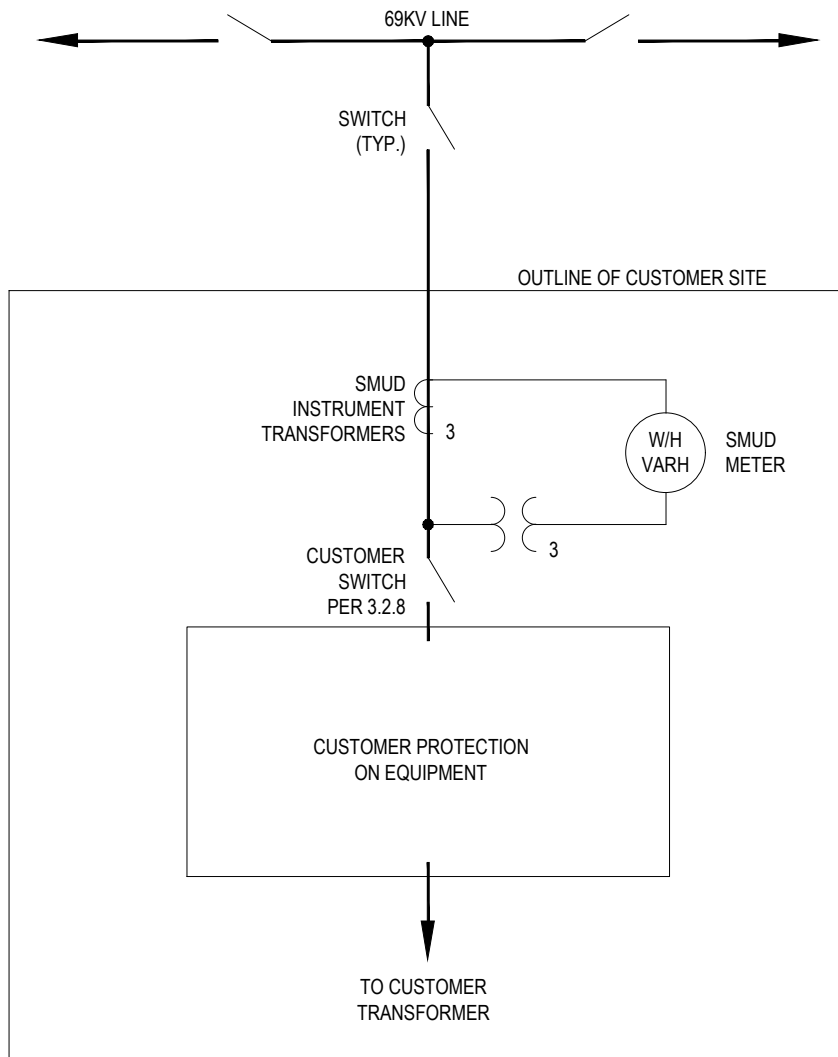 69KV LINE
SWITCH
(TYP.)
OUTLINE OF CUSTOMER SITE
SMUD
INSTRUMENT
TRANSFORMERS
3
W/H
VARH
SMUD
METER
3
CUSTOMER
SWITCH
PER 3.2.8
CUSTOMER PROTECTION
ON EQUIPMENT
TO CUSTOMER
TRANSFORMER